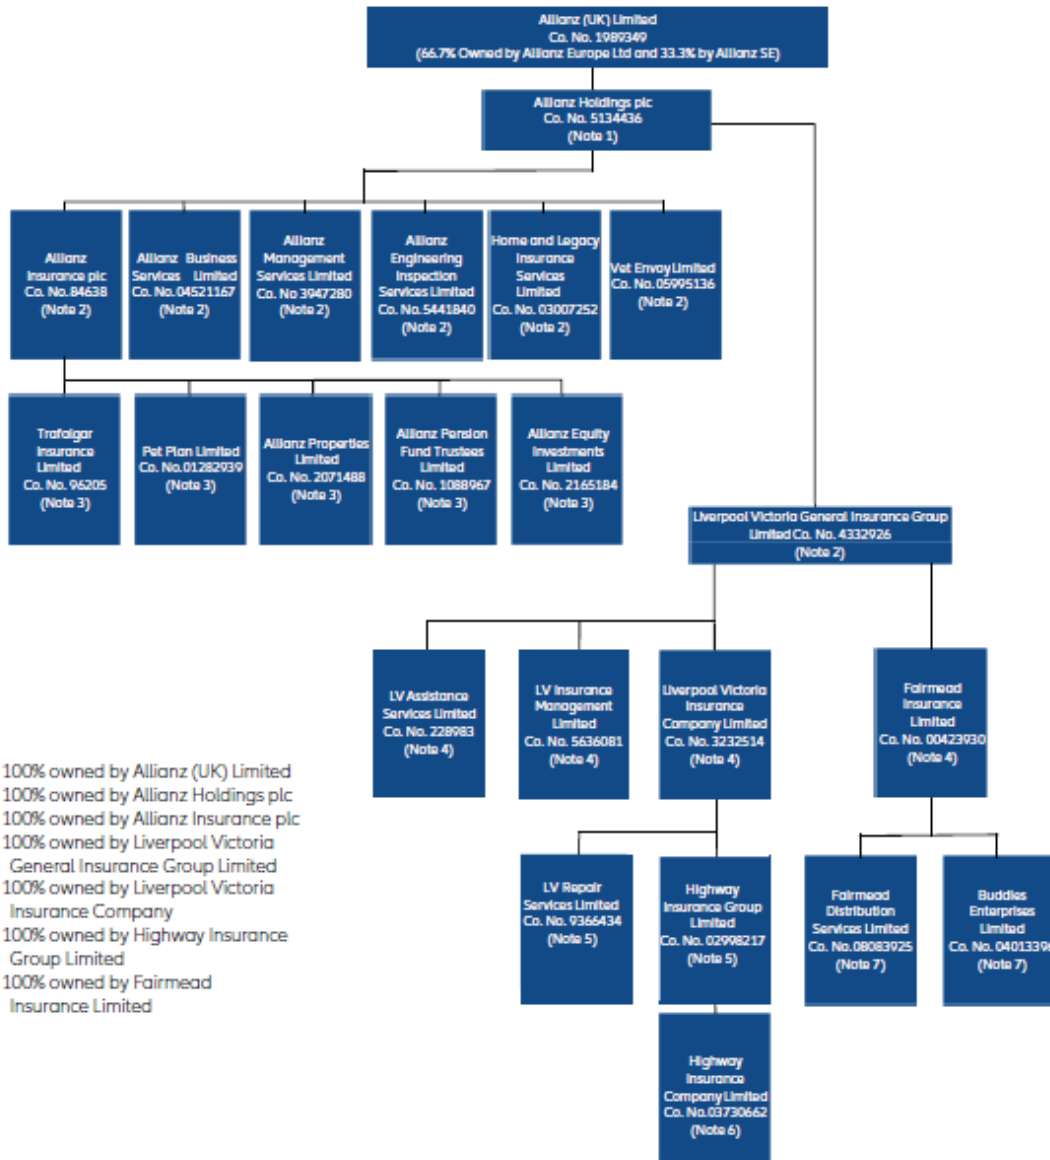 Allianz (UK) Limited
Co. No. 1989349
(66.7% Owned by Allianz Europe Ltd and 33.3% by Allianz SE)
Allianz Holdings plc
Co. No. 5134436
(Note 1)
Allianz
Insurance plc
Co. No.84638
(Note 2)
Allianz Business
Services Limited
Co. No.04521167
(Note 2)
Allianz
Management
Services Limited
Co. No 3947280
(Note 2)
Allianz
Engineering
Inspection
Services Limited
Co. No.5441840
(Note 2)
Home and Legacy
Insurance
Services
Limited
Co. No. 03007252
(Note 2)
Vet Envoy Limited
Co. No.05995136
(Note 2)
Trafalgar
Insurance
Limited
Co. No. 96205
(Note 3)
Pet Plan Limited
Co. No.01282939
(Note 3)
Allianz Properties
Limited
Co. No. 2071488
(Note 3)
Allianz Pension
Fund Trustees
Limited
Co. No. 1088967
(Note 3)
Allianz Equity
Investments
Limited
Co. No. 2165184
(Note 3)
Liverpool Victoria General Insurance Group
Limited Co. No. 4332926
(Note 2)
LV Assistance
Services Limited
Co. No. 228983
(Note 4)
LV Insurance
Management
Limited
Co. No. 5636081
(Note 4)
Liverpool Victoria
Insurance
Company Limited
Co. No. 3232514
(Note 4)
Fairmead
Insurance
Limited
Co. No. 00423930
(Note 4)
100% owned by Allianz (UK) Limited
100% owned by Allianz Holdings plc
100% owned by Allianz Insurance plc
100% owned by Liverpool Victoria
General Insurance Group Limited
100% owned by Liverpool Victoria
Insurance Company
100% owned by Highway Insurance
Group Limited
100% owned by Fairmead
Insurance Limited
LV Repair
Services Limited
Co. No. 9366434
(Note 5)
Highway
Insurance Group
Limited
Co. No. 02998217
(Note 5)
Fairmead
Distribution
Services Limited
Co. No.08083925
(Note 7)
Buddies
Enterprises
Limited
Co. No. 04013396
(Note 7)
Highway
Insurance
Company Limited
Co. No.03730662
(Note 6)